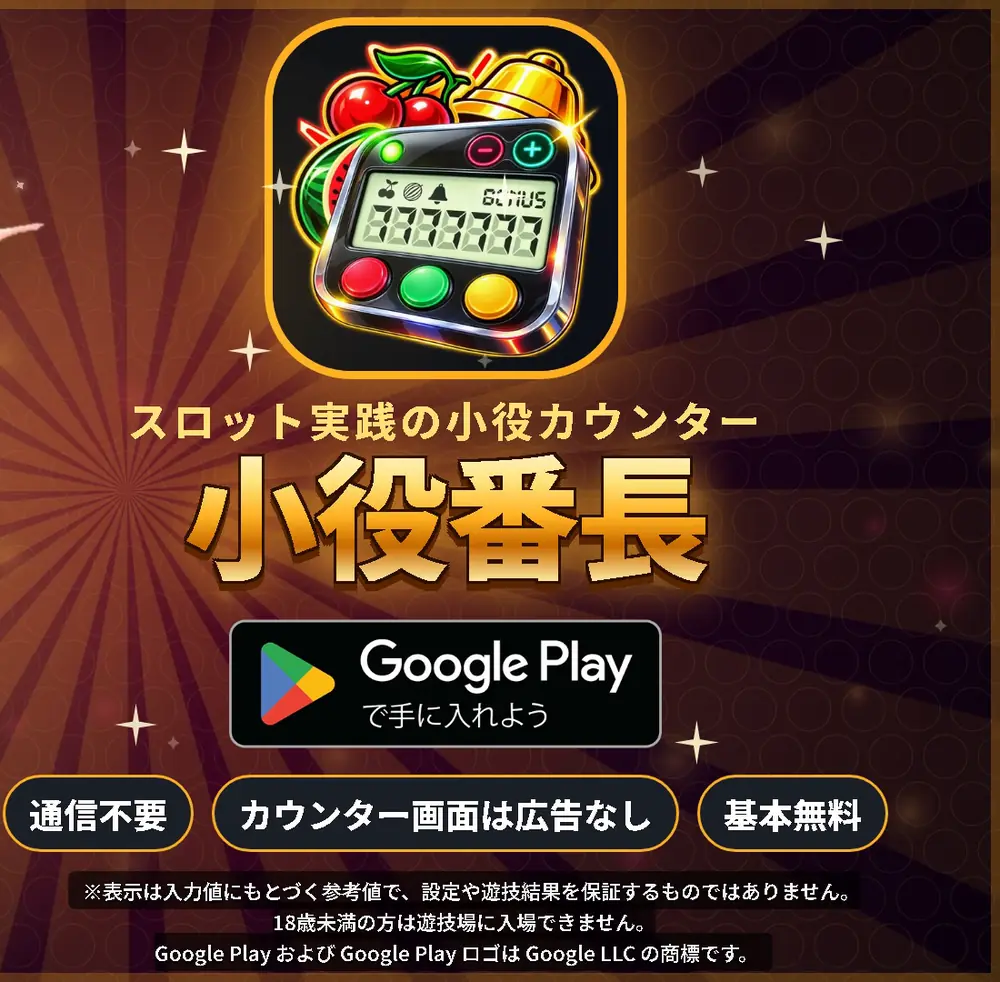 BONUS
7777777
スロット実践の小役カウンター
小役番長
Google Play
で手に入れよう
通信不要 カウンター画面は広告なし 基本無料
※表示は入力値にもとづく参考値で、設定や遊技結果を保証するものではありません。
18歳未満の方は遊技場に入場できません。
Google Play および Google Play ロゴは Google LLC の商標です。